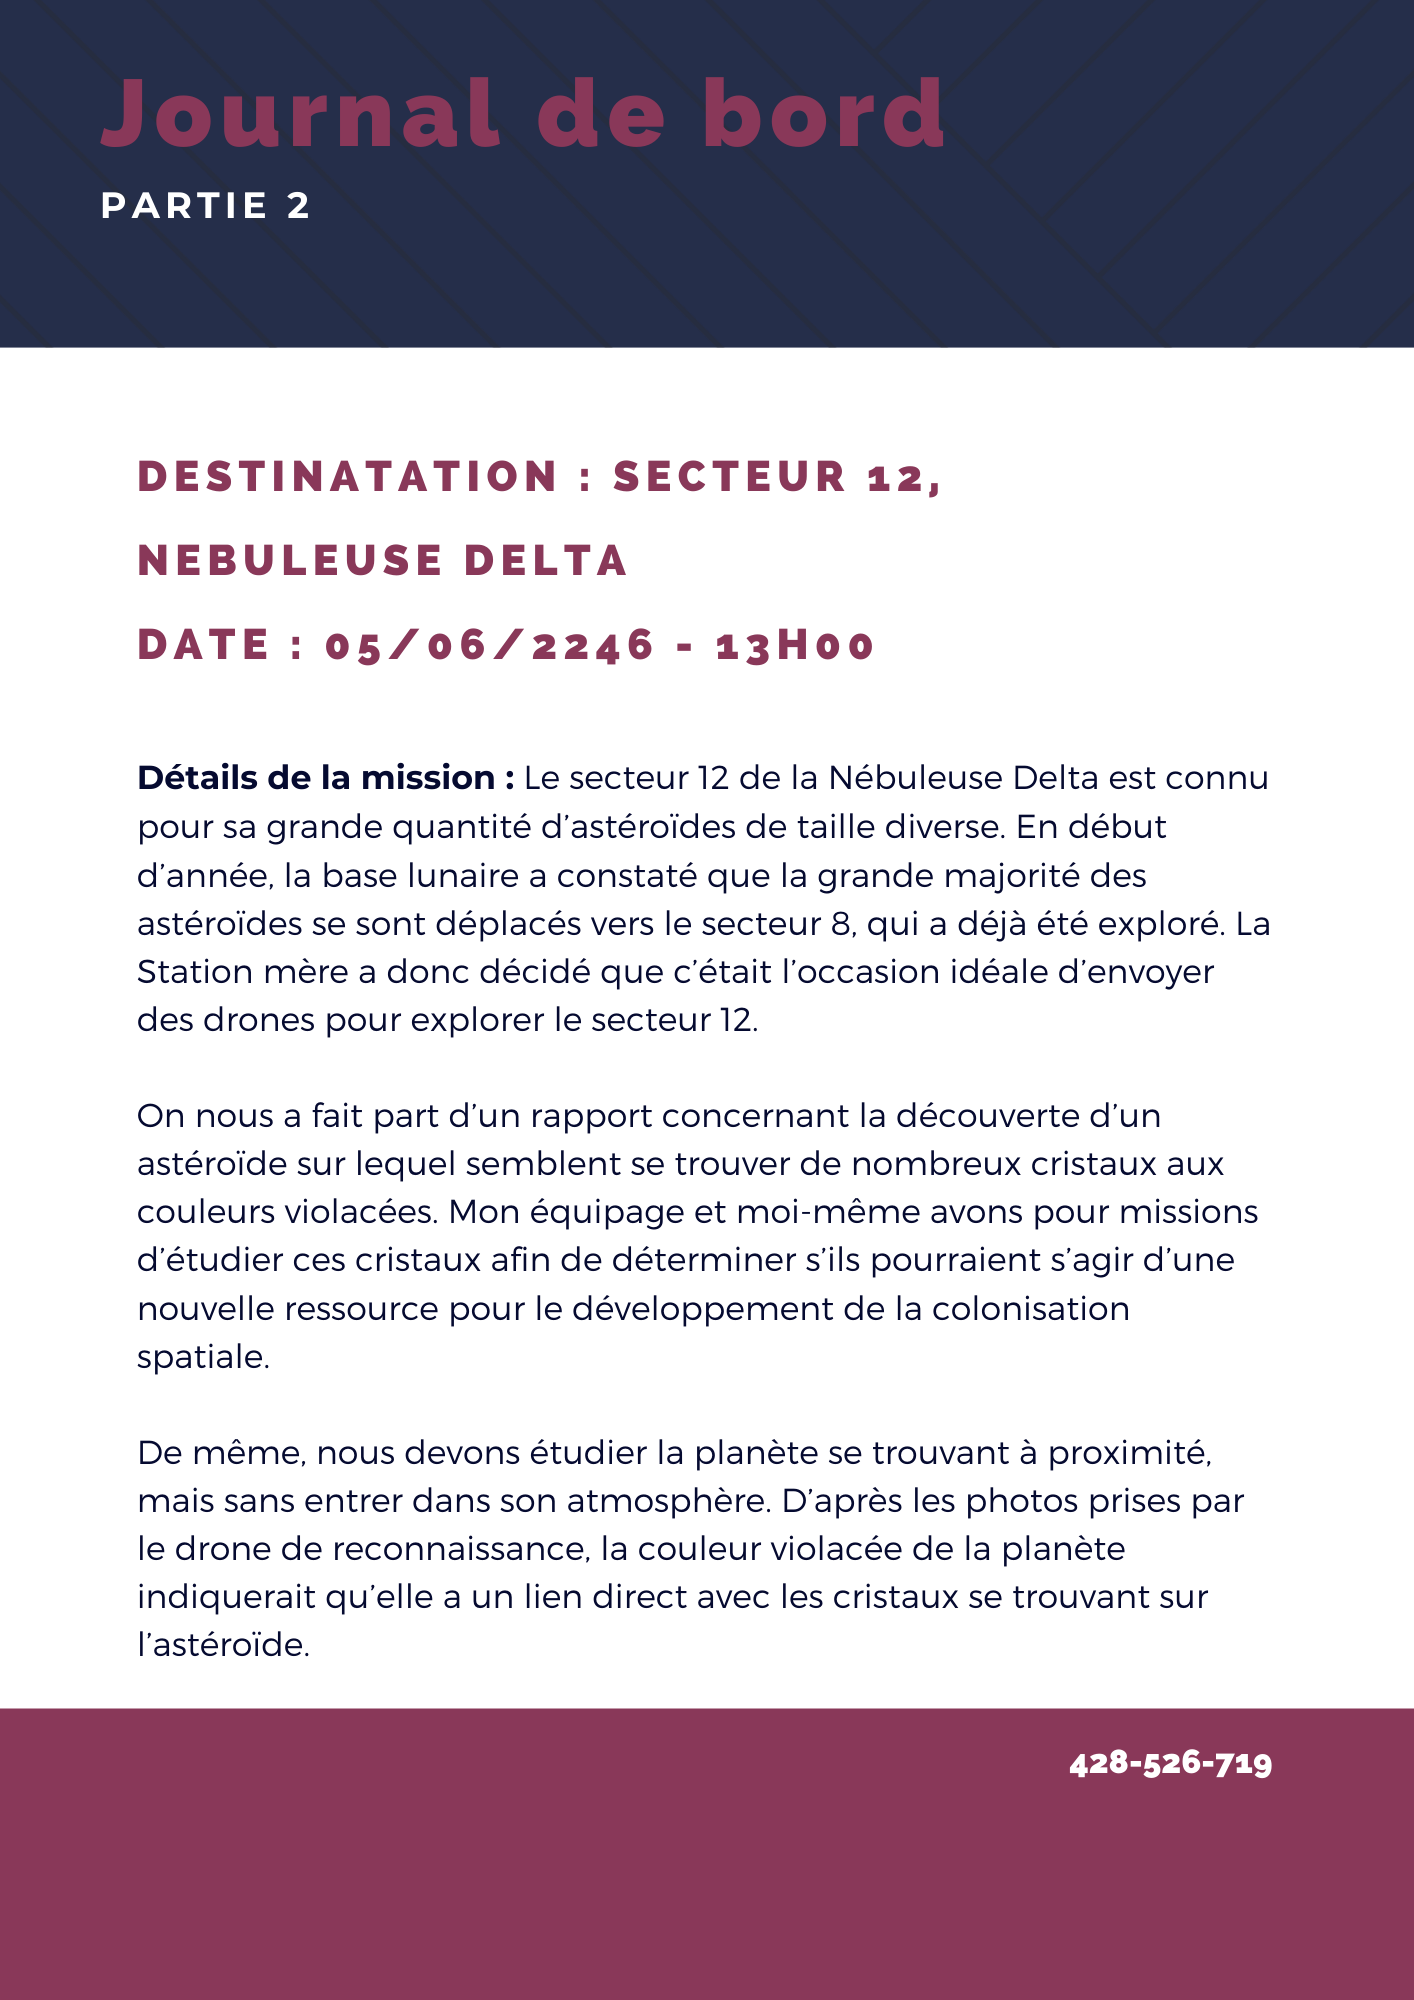 Journal de bord
PARTIE 2
DESTINATATION : SECTEUR 12,
NEBULEUSE DELTA
DATE : 05/06/2246 - 13H00
Détails de la mission : Le secteur 12 de la Nébuleuse Delta est connu
pour sa grande quantité d’astéroïdes de taille diverse. En début
d’année, la base lunaire a constaté que la grande majorité des
astéroïdes se sont déplacés vers le secteur 8, qui a déjà été exploré. La
Station mère a donc décidé que c’était l’occasion idéale d’envoyer
des drones pour explorer le secteur 12.
On nous a fait part d’un rapport concernant la découverte d’un
astéroïde sur lequel semblent se trouver de nombreux cristaux aux
couleurs violacées. Mon équipage et moi-même avons pour missions
d’étudier ces cristaux afin de déterminer s’ils pourraient s’agir d’une
nouvelle ressource pour le développement de la colonisation
spatiale.
De même, nous devons étudier la planète se trouvant à proximité,
mais sans entrer dans son atmosphère. D’après les photos prises par
le drone de reconnaissance, la couleur violacée de la planète
indiquerait qu’elle a un lien direct avec les cristaux se trouvant sur
l’astéroïde.
428-526-719